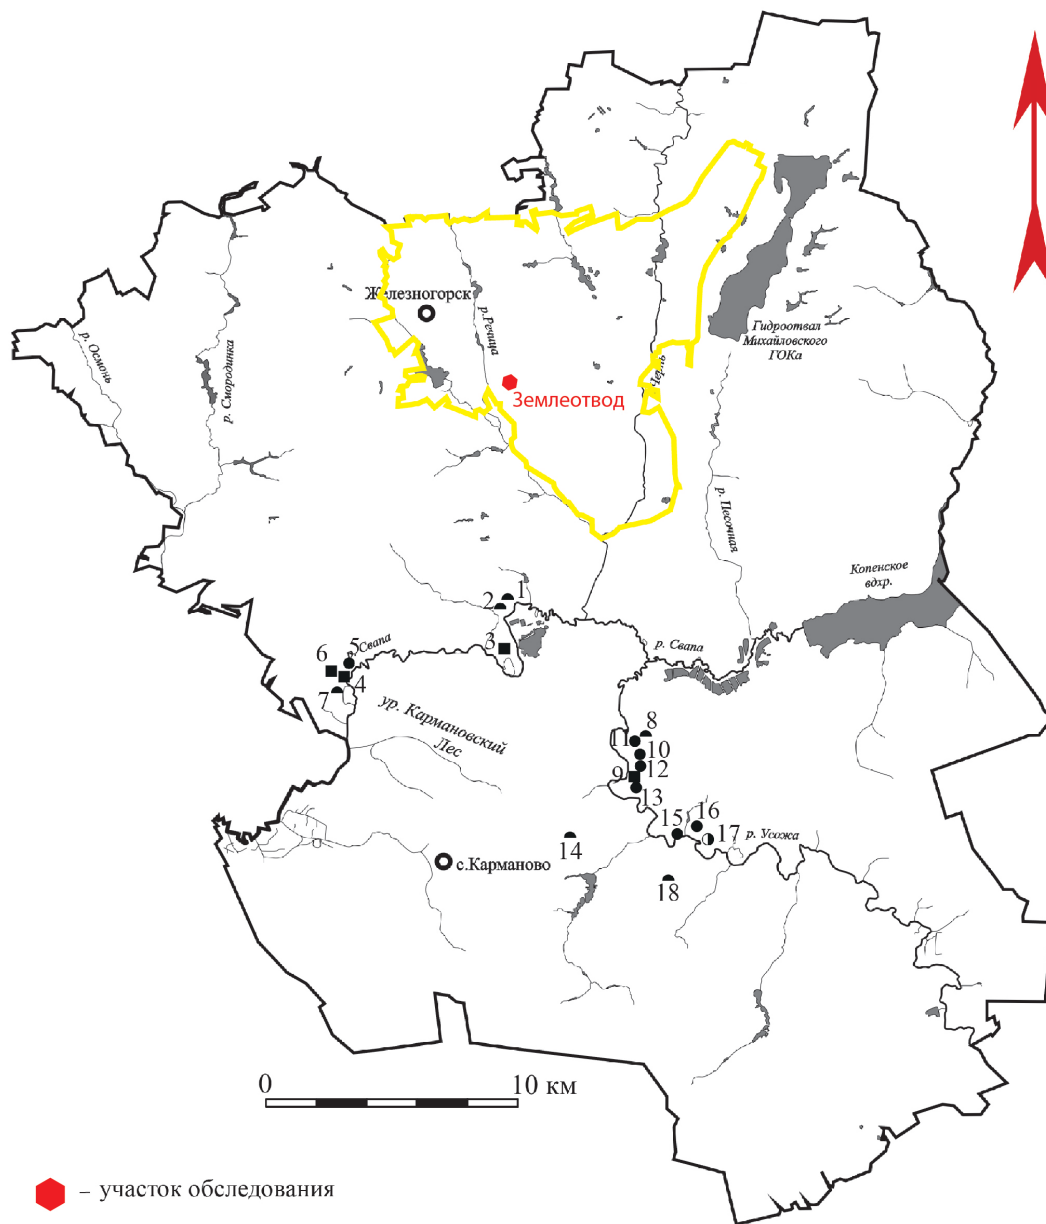 Железногорск
р. Речица
Землеотвод
р. Осмонь
р. Смородинка
Гидроотвал
Михайловского
ГОКа
Чернь
р. Песочная
Копенское
вдхр.
1
2
3
р. Свапа
5
Свапа
6
4
7
ур. Кармановский
Лес
8
11
10
12
9
13
15
16
17
р. Усожа
14
18
с.Карманово
0
10 км
– участок обследования